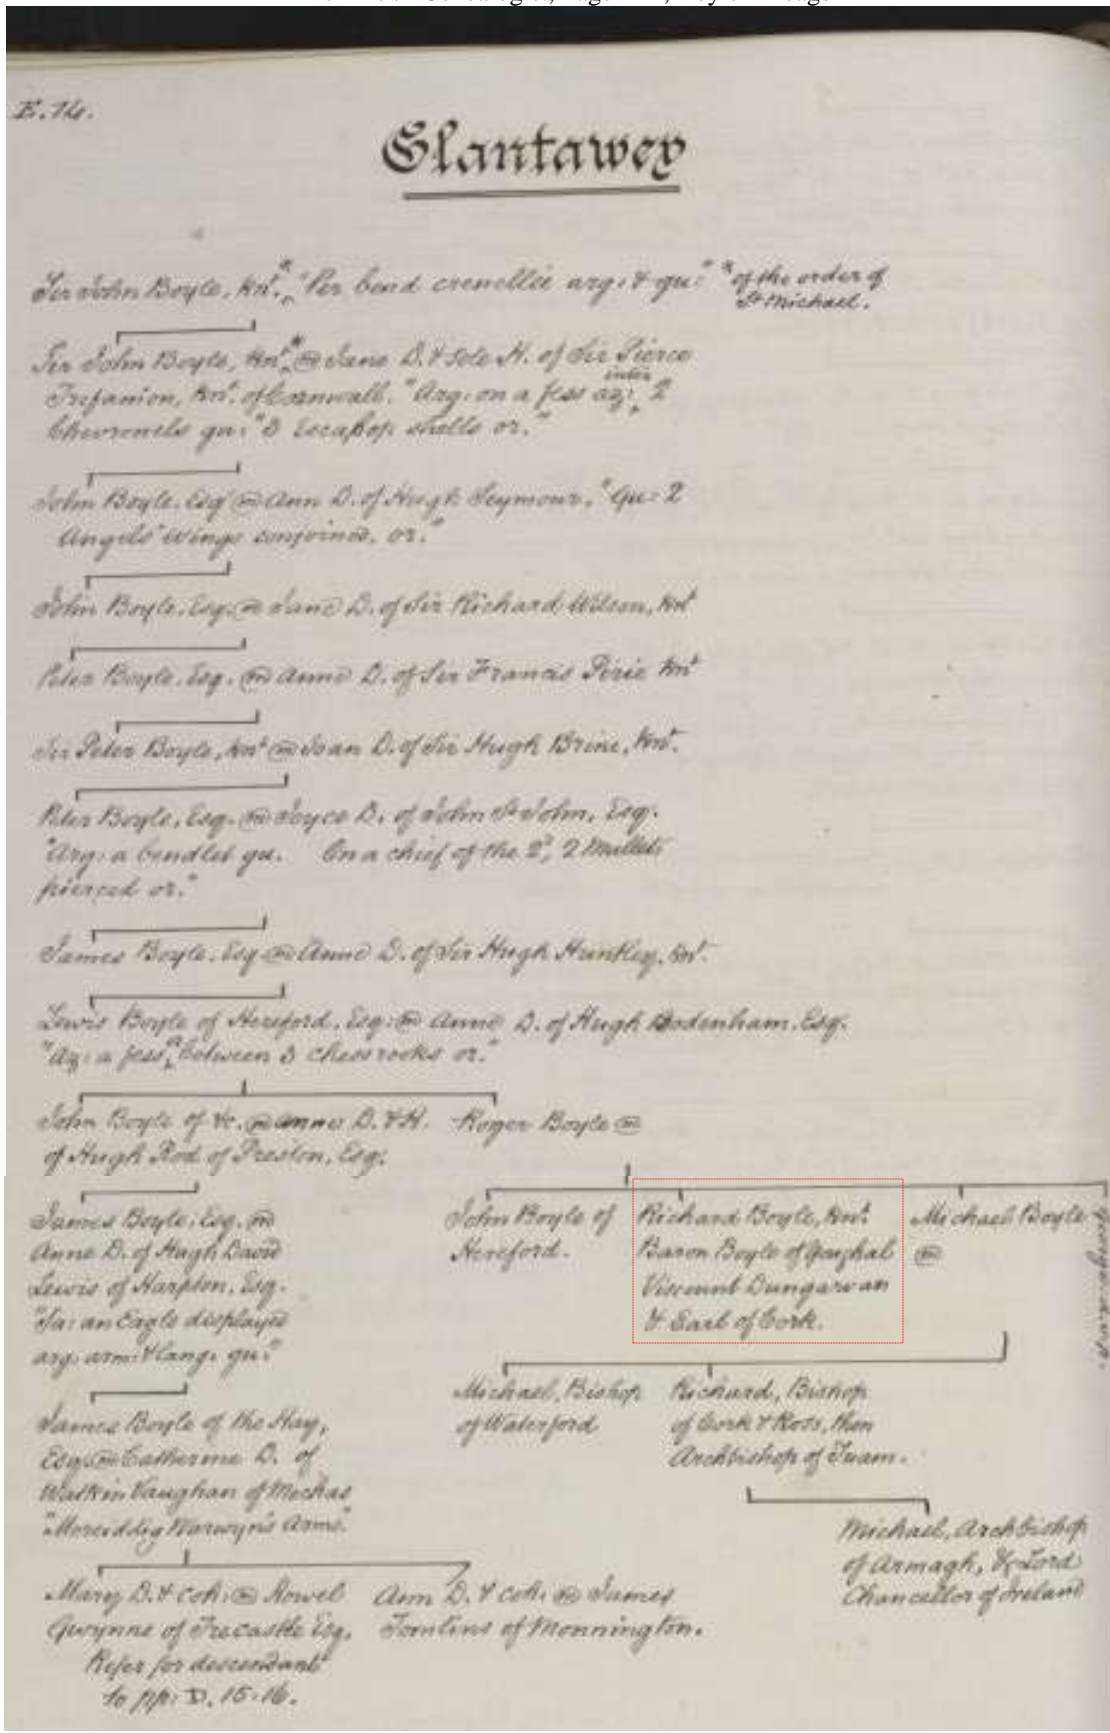 E. 14.
Glantawey
Sir John Boyle, Knt.* "Per bend crenellée arg: & gu:" * of the order of
St Michael.
Sir John Boyle, Knt.* m Jane D. & sole H. of Sir Pierce
Trefanion, Knt. of Cornwall. "Arg: on a fess az: inter 2
Chevronels gu: 3 Escallop shells or."
John Boyle, Esq m Ann D. of Hugh Seymour. "Gu: 2
Angels' Wings conjoined, or."
John Boyle, Esq. m Jane D. of Sir Richard Wilson, Knt
Peter Boyle, Esq. m Anne D. of Sir Francis Pirie Knt
Sir Peter Boyle, Knt m Joan D. of Sir Hugh Brine, Knt.
Peter Boyle, Esq. m Joyce D. of John St John, Esq.
"Arg: a bendlet gu. On a chief of the 2d, 2 Mullets
pierced or."
James Boyle, Esq m Anne D. of Sir Hugh Huntley, Knt.
Lewis Boyle of Hereford, Esq: m Anne D. of Hugh Bodenham, Esq.
"Az: a fess between 3 chessrooks or."
John Boyle of &c. m Anne D. & H.
of Hugh Rod of Preston, Esq:
Roger Boyle m
James Boyle, Esq. m
Anne D. of Hugh David
Lewis of Harpton, Esq.
"Sa: an Eagle displayed
arg: arm: & lang: gu:"
John Boyle of
Hereford.
Richard Boyle, Knt.
Baron Boyle of Youghal
Viscount Dungarvan
& Earl of Cork.
Michael Boyle
m
James Boyle of the Hay,
Esq. m Catherine D. of
Watkin Vaughan of Mochas
"Moreiddig Warwyn's Arms."
Michael, Bishop
of Waterford
Richard, Bishop
of Cork & Ross, then
Archbishop of Tuam.
Michael, Archbishop
of Armagh, & Lord
Chancellor of Ireland
Mary D. & coh: m Howel
Gwynne of Trecastle Esq,
Refer for descendants
to pp: D. 15-16.
Ann D. & coh: m James
Tomlins of Monnington.